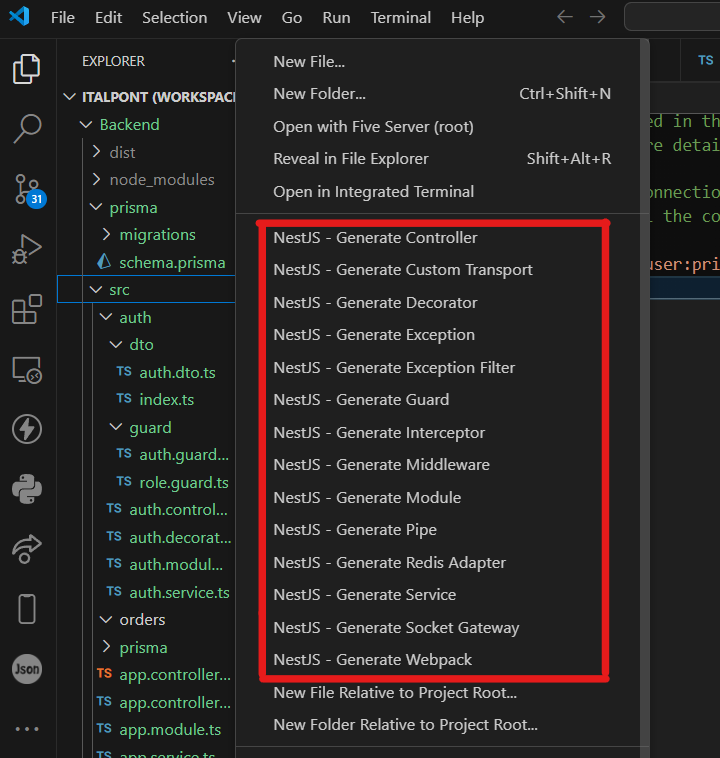 File Edit Selection View Go Run Terminal Help
EXPLORER
ITALPONT (WORKSPAC
Backend
dist
node_modules
prisma
migrations
schema.prisma
src
auth
dto
TS auth.dto.ts
TS index.ts
guard
TS auth.guard...
TS role.guard.ts
TS auth.control...
TS auth.decorat...
TS auth.modul...
TS auth.service.ts
orders
prisma
TS app.controller...
TS app.controller...
TS app.module.ts
TS app.service.ts
31
Json
New File...
New Folder... Ctrl+Shift+N
Open with Five Server (root)
Reveal in File Explorer Shift+Alt+R
Open in Integrated Terminal
NestJS - Generate Controller
NestJS - Generate Custom Transport
NestJS - Generate Decorator
NestJS - Generate Exception
NestJS - Generate Exception Filter
NestJS - Generate Guard
NestJS - Generate Interceptor
NestJS - Generate Middleware
NestJS - Generate Module
NestJS - Generate Pipe
NestJS - Generate Redis Adapter
NestJS - Generate Service
NestJS - Generate Socket Gateway
NestJS - Generate Webpack
New File Relative to Project Root...
New Folder Relative to Project Root...
TS
ed in th
re detai
onnectio
l the co
user:pri